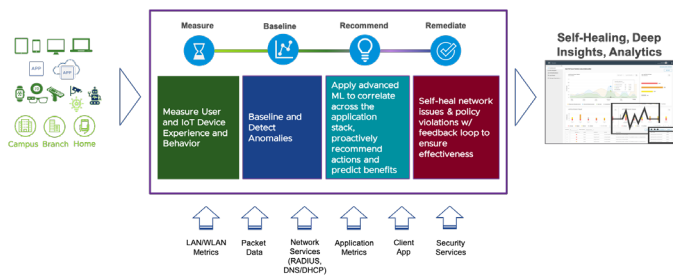 Measure
Baseline
Recommend
Remediate
Self-Healing, Deep
Insights, Analytics
APP
APP
Campus
Branch
Home
Measure User
and IoT Device
Experience and
Behavior
Baseline and
Detect
Anomalies
Apply advanced
ML to correlate
across the
application
stack,
proactively
recommend
actions and
predict benefits
Self-heal network
issues & policy
violations w/
feedback loop to
ensure
effectiveness
LAN/WLAN
Metrics
Packet
Data
Network
Services
(RADIUS,
DNS/DHCP)
Application
Metrics
Client
App
Security
Services